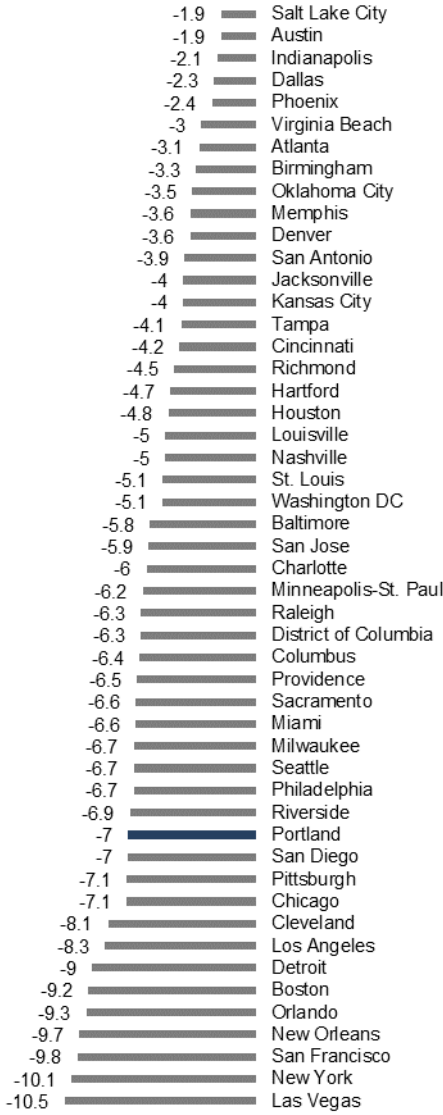 -1.9 Salt Lake City
-1.9 Austin
-2.1 Indianapolis
-2.3 Dallas
-2.4 Phoenix
-3 Virginia Beach
-3.1 Atlanta
-3.3 Birmingham
-3.5 Oklahoma City
-3.6 Memphis
-3.6 Denver
-3.9 San Antonio
-4 Jacksonville
-4 Kansas City
-4.1 Tampa
-4.2 Cincinnati
-4.5 Richmond
-4.7 Hartford
-4.8 Houston
-5 Louisville
-5 Nashville
-5.1 St. Louis
-5.1 Washington DC
-5.8 Baltimore
-5.9 San Jose
-6 Charlotte
-6.2 Minneapolis-St. Paul
-6.3 Raleigh
-6.3 District of Columbia
-6.4 Columbus
-6.5 Providence
-6.6 Sacramento
-6.6 Miami
-6.7 Milwaukee
-6.7 Seattle
-6.7 Philadelphia
-6.9 Riverside
-7 Portland
-7 San Diego
-7.1 Pittsburgh
-7.1 Chicago
-8.1 Cleveland
-8.3 Los Angeles
-9 Detroit
-9.2 Boston
-9.3 Orlando
-9.7 New Orleans
-9.8 San Francisco
-10.1 New York
-10.5 Las Vegas